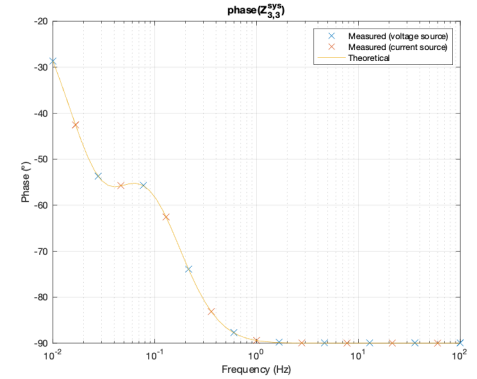 phase(Z^sys_3,3)
-20
-30
-40
-50
-60
-70
-80
-90
Phase (°)
10^-2
10^-1
10^0
10^1
10^2
Frequency (Hz)
Measured (voltage source)
Measured (current source)
Theoretical